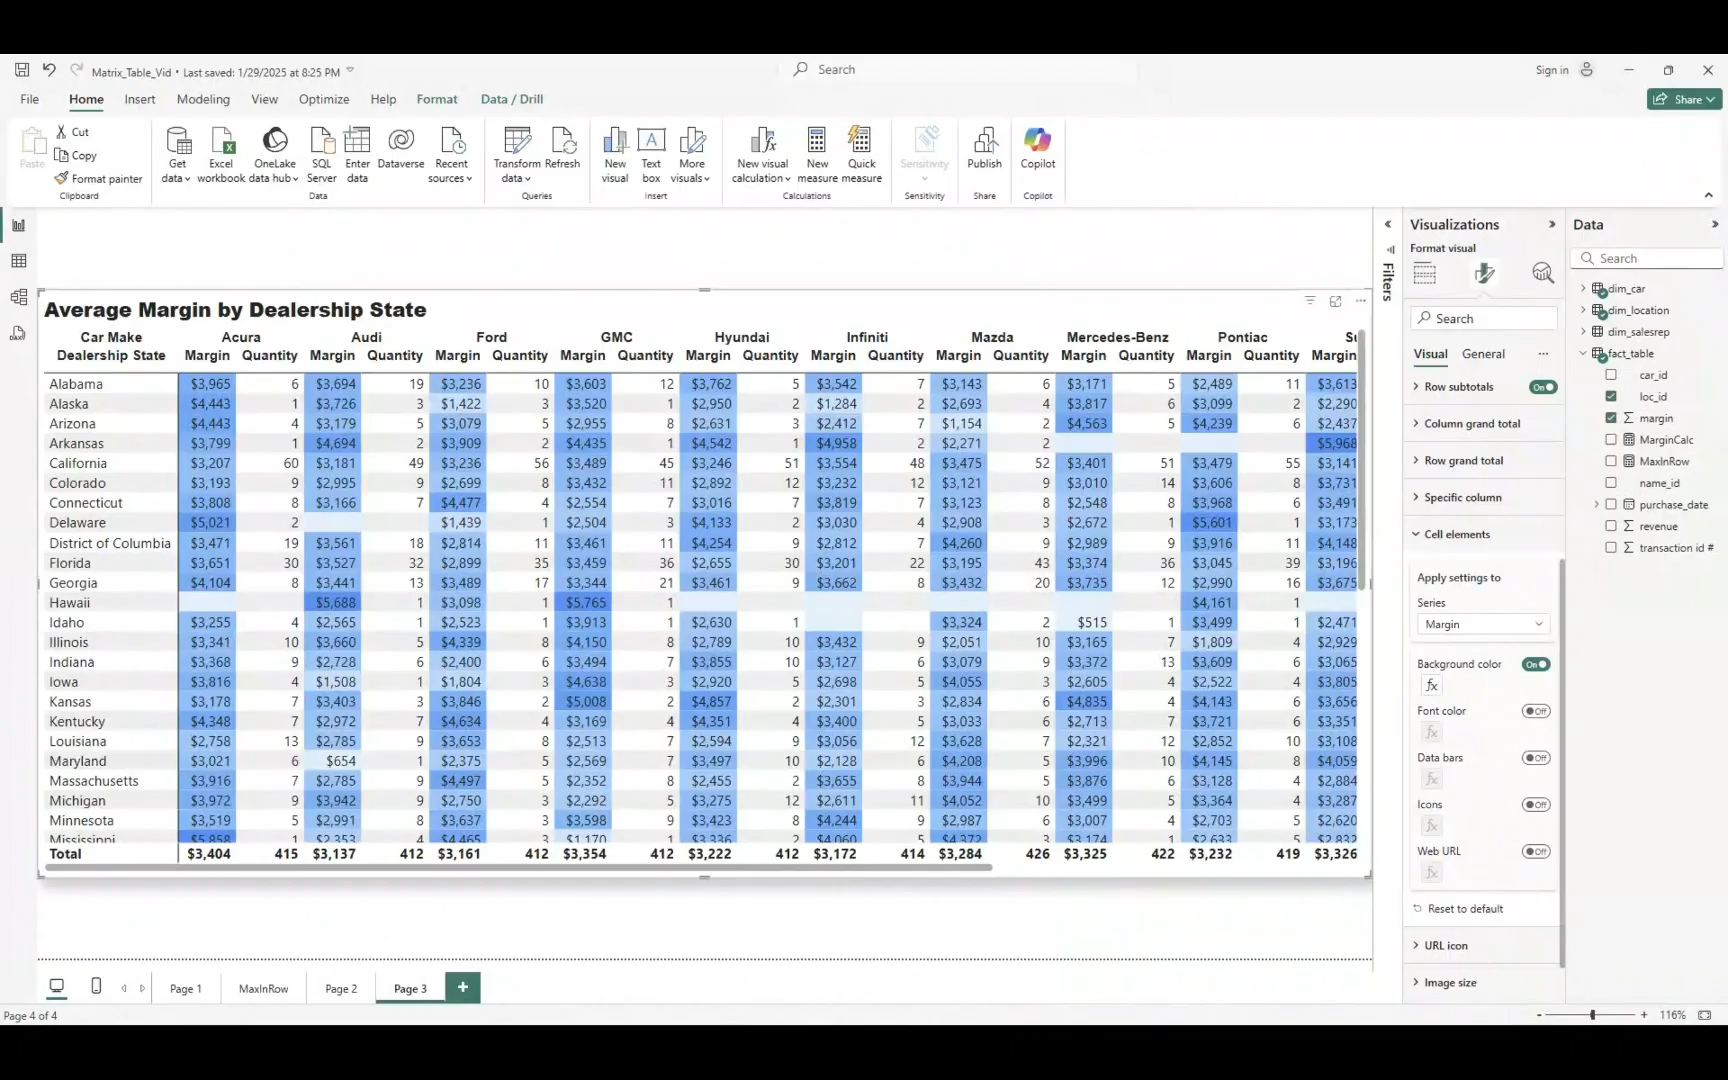 Matrix_Table_Vid • Last saved: 1/29/2025 at 8:25 PM
Search
Sign in
File Home Insert Modeling View Optimize Help Format Data / Drill
Share
Paste
Cut
Copy
Format painter
Clipboard
Get data
Excel workbook
OneLake data hub
SQL Server
Enter data
Dataverse
Recent sources
Data
Transform data
Refresh
Queries
New visual
Text box
More visuals
Insert
New visual calculation
New measure
Quick measure
Calculations
Sensitivity
Sensitivity
Publish
Share
Copilot
Copilot
Average Margin by Dealership State
Car Make Acura Audi Ford GMC Hyundai Infiniti Mazda Mercedes-Benz Pontiac
Dealership State Margin Quantity Margin Quantity Margin Quantity Margin Quantity Margin Quantity Margin Quantity Margin Quantity Margin Quantity Margin Quantity Margin
Alabama $3,965 6 $3,694 19 $3,236 10 $3,603 12 $3,762 5 $3,542 7 $3,143 6 $3,171 5 $2,489 11 $3,613
Alaska $4,443 1 $3,726 3 $1,422 3 $3,520 1 $2,950 2 $1,284 2 $2,693 4 $3,817 6 $3,099 2 $2,290
Arizona $4,443 4 $3,179 5 $3,079 5 $2,955 8 $2,631 3 $2,412 7 $1,154 2 $4,563 5 $4,239 6 $2,437
Arkansas $3,799 1 $4,694 2 $3,909 2 $4,435 1 $4,542 1 $4,958 2 $2,271 2 $5,968
California $3,207 60 $3,181 49 $3,236 56 $3,489 45 $3,246 51 $3,554 48 $3,475 52 $3,401 51 $3,479 55 $3,141
Colorado $3,193 9 $2,995 9 $2,699 8 $3,432 11 $2,892 12 $3,232 12 $3,121 9 $3,010 14 $3,606 8 $3,731
Connecticut $3,808 8 $3,166 7 $4,477 4 $2,554 7 $3,016 7 $3,819 7 $3,123 8 $2,548 8 $3,968 6 $3,491
Delaware $5,021 2 $1,439 1 $2,504 3 $4,133 2 $3,030 4 $2,908 3 $2,672 1 $5,601 1 $3,173
District of Columbia $3,471 19 $3,561 18 $2,814 11 $3,461 11 $4,254 9 $2,812 7 $4,260 9 $2,989 9 $3,916 11 $4,148
Florida $3,651 30 $3,527 32 $2,899 35 $3,459 36 $2,655 30 $3,201 22 $3,195 43 $3,374 36 $3,045 39 $3,196
Georgia $4,104 8 $3,441 13 $3,489 17 $3,344 21 $3,461 9 $3,662 8 $3,432 20 $3,735 12 $2,990 16 $3,675
Hawaii $5,688 1 $3,098 1 $5,765 1 $4,161 1
Idaho $3,255 4 $2,565 1 $2,523 1 $3,913 1 $2,630 1 $3,324 2 $515 1 $3,499 1 $2,471
Illinois $3,341 10 $3,660 5 $4,339 8 $4,150 8 $2,789 10 $3,432 9 $2,051 10 $3,165 7 $1,809 4 $2,929
Indiana $3,368 9 $2,728 6 $2,400 6 $3,494 7 $3,855 10 $3,127 6 $3,079 9 $3,372 13 $3,609 6 $3,065
Iowa $3,816 4 $1,508 1 $1,804 3 $4,638 3 $2,920 5 $2,698 5 $4,055 3 $2,605 4 $2,522 4 $3,805
Kansas $3,178 7 $3,403 3 $3,846 2 $5,008 2 $4,857 2 $2,301 3 $2,834 6 $4,835 4 $4,143 6 $3,656
Kentucky $4,348 7 $2,972 7 $4,634 4 $3,169 4 $4,351 4 $3,400 5 $3,033 6 $2,713 7 $3,721 6 $3,351
Louisiana $2,758 13 $2,785 9 $3,653 8 $2,513 7 $2,594 9 $3,056 12 $3,628 7 $2,321 12 $2,852 10 $3,108
Maryland $3,021 6 $654 1 $2,375 5 $2,569 7 $3,497 10 $2,128 6 $4,208 5 $3,996 10 $4,145 8 $4,059
Massachusetts $3,916 7 $2,785 9 $4,497 5 $2,352 8 $2,455 2 $3,655 8 $3,944 5 $3,876 6 $3,128 4 $2,884
Michigan $3,972 9 $3,942 9 $2,750 3 $2,292 5 $3,275 12 $2,611 11 $4,052 10 $3,499 5 $3,364 4 $3,287
Minnesota $3,519 5 $2,991 8 $3,637 3 $3,598 9 $3,423 8 $4,244 9 $2,987 6 $3,007 4 $2,703 5 $2,620
Mississippi $5,858 1 $2,353 4 $4,465 3 $1,170 1 $3,336 2 $4,060 5 $4,372 3 $3,174 1 $2,633 5 $2,832
Total $3,404 415 $3,137 412 $3,161 412 $3,354 412 $3,222 412 $3,172 414 $3,284 426 $3,325 422 $3,232 419 $3,326
Filters
Visualizations
Format visual
Search
Visual General
Row subtotals On
Column grand total
Row grand total
Specific column
Cell elements
Apply settings to
Series
Margin
Background color On
fx
Font color Off
fx
Data bars Off
fx
Icons Off
fx
Web URL Off
fx
Reset to default
URL icon
Image size
Data
Search
dim_car
dim_location
dim_salesrep
fact_table
car_id
loc_id
margin
MarginCalc
MaxInRow
name_id
purchase_date
revenue
transaction id #
Page 1 MaxInRow Page 2 Page 3 +
Page 4 of 4
- + 116%